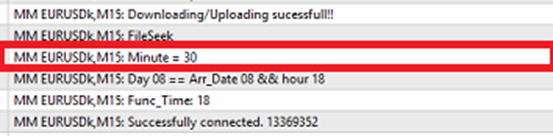 MM EURUSDk,M15: Downloading/Uploading sucessfull!!
MM EURUSDk,M15: FileSeek
MM EURUSDk,M15: Minute = 30
MM EURUSDk,M15: Day 08 == Arr_Date 08 && hour 18
MM EURUSDk,M15: Func_Time: 18
MM EURUSDk,M15: Successfully connected. 13369352